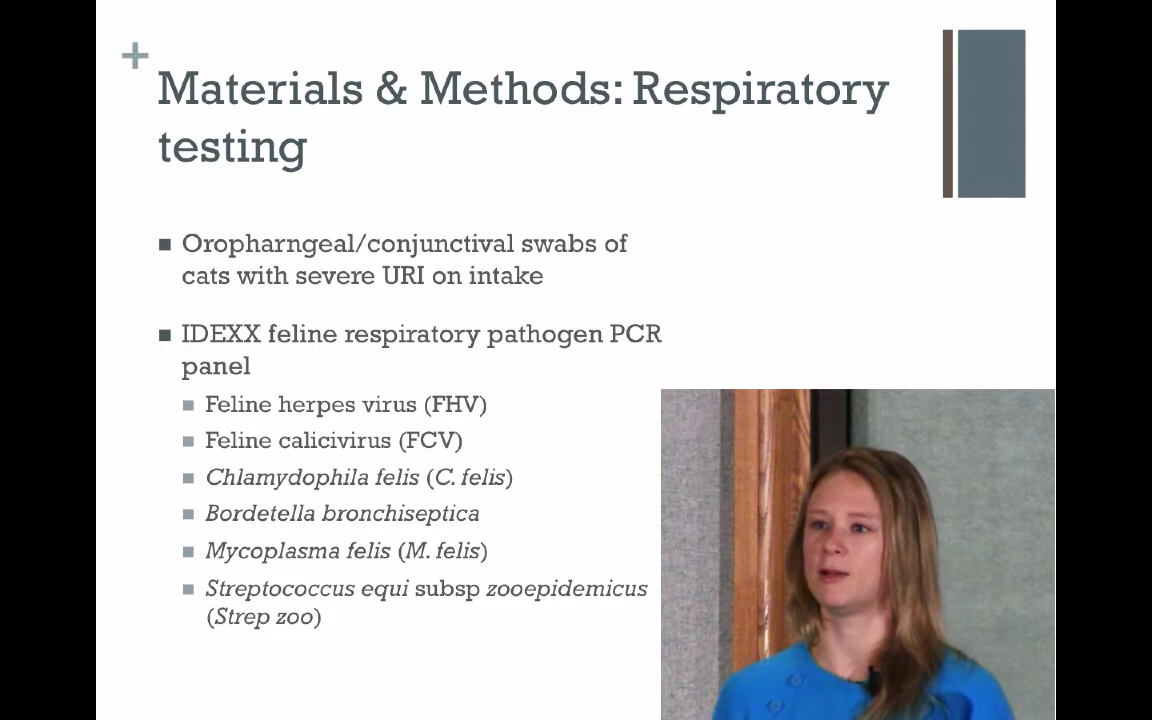 +
Materials & Methods: Respiratory
testing
Oropharngeal/conjunctival swabs of
cats with severe URI on intake
IDEXX feline respiratory pathogen PCR
panel
Feline herpes virus (FHV)
Feline calicivirus (FCV)
Chlamydophila felis (C. felis)
Bordetella bronchiseptica
Mycoplasma felis (M. felis)
Streptococcus equi subsp zooepidemicus
(Strep zoo)